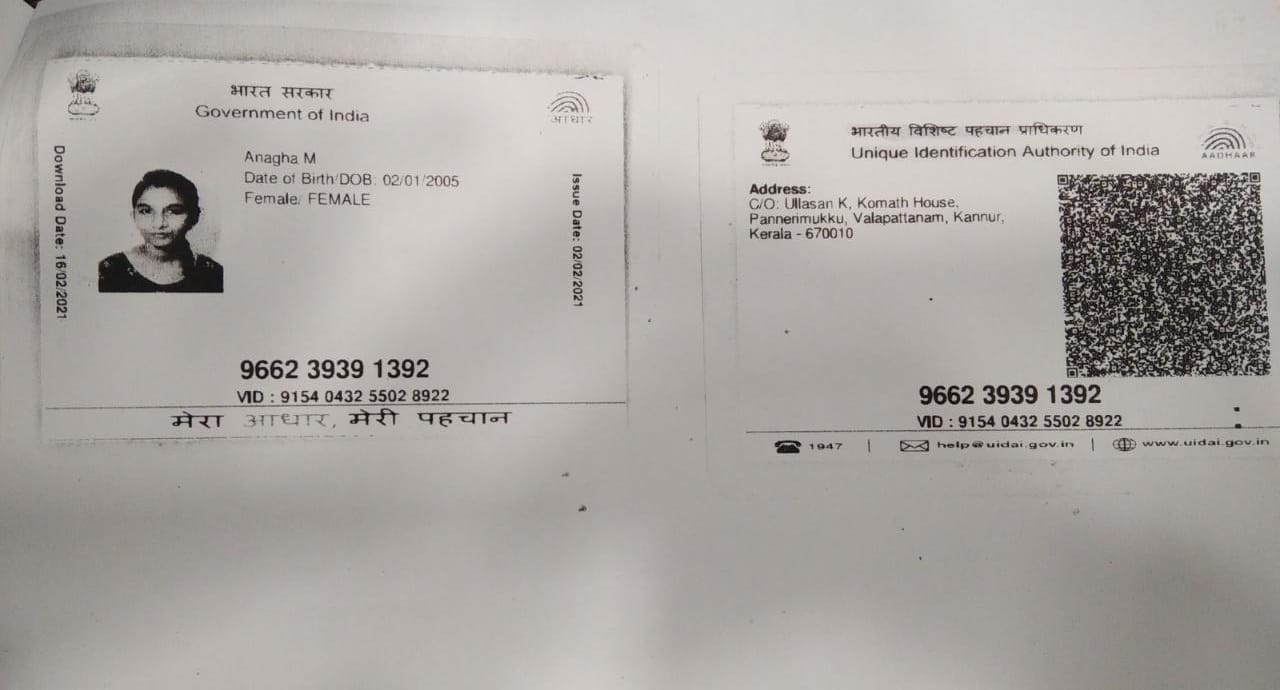 भारत सरकार
Government of India
आधार
Download Date: 16/02/2021
Anagha M
Date of Birth/DOB: 02/01/2005
Female/ FEMALE
Issue Date: 02/02/2021
9662 3939 1392
VID : 9154 0432 5502 8922
मेरा आधार, मेरी पहचान
भारतीय विशिष्ट पहचान प्राधिकरण
Unique Identification Authority of India
AADHAAR
Address:
C/O: Ullasan K, Komath House,
Pannerimukku, Valapattanam, Kannur,
Kerala - 670010
9662 3939 1392
VID : 9154 0432 5502 8922
1947 | help@uidai.gov.in | www.uidai.gov.in